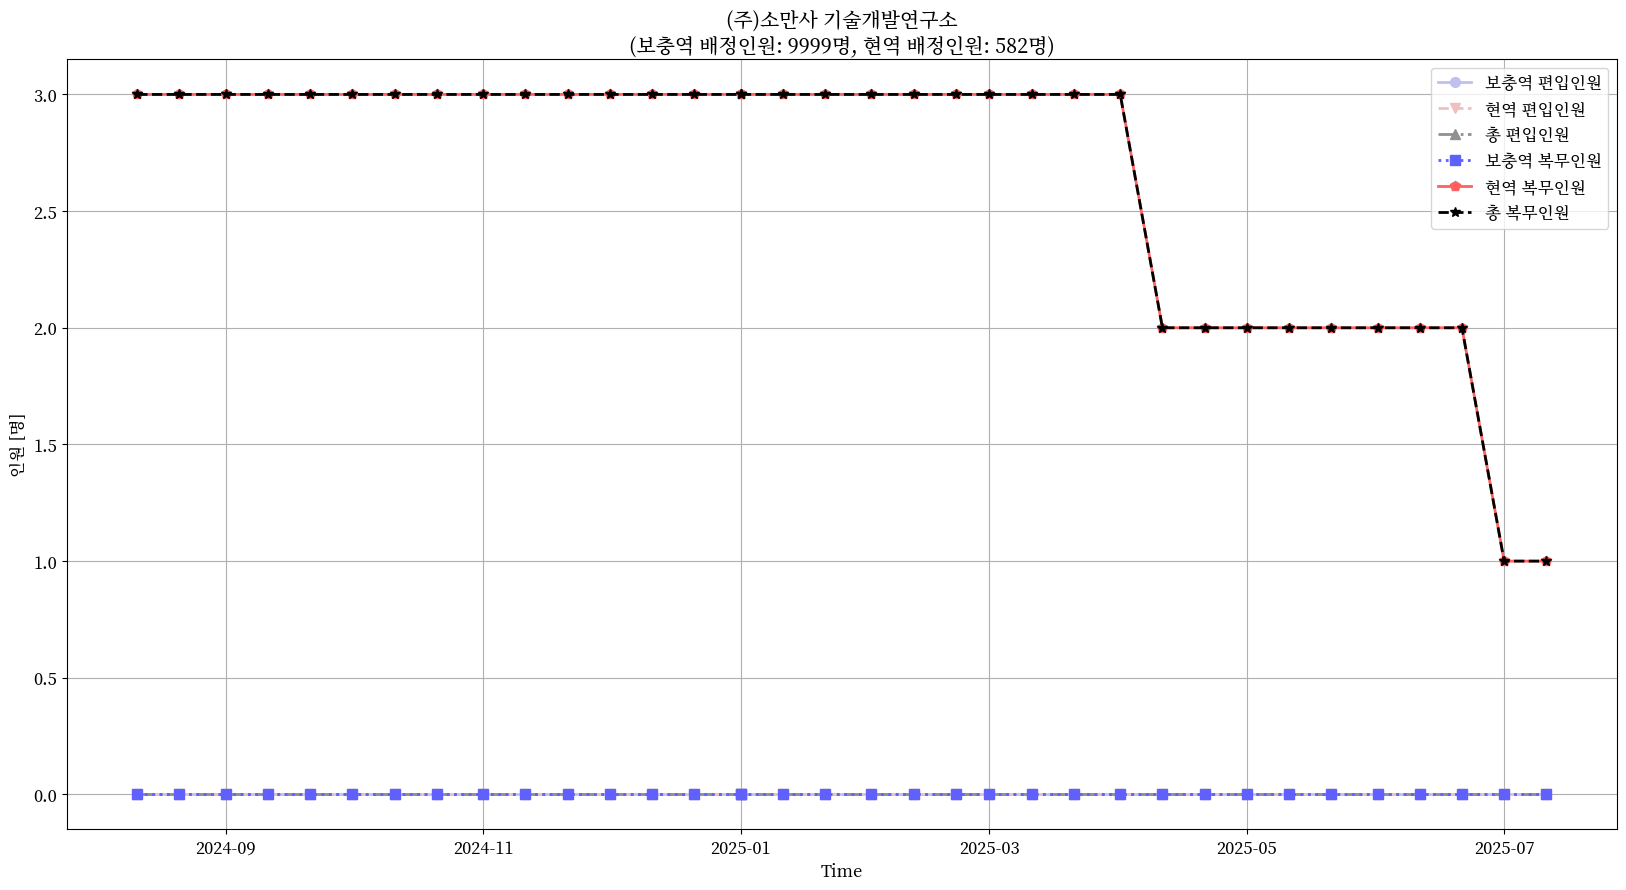 (주)소만사 기술개발연구소
(보충역 배정인원: 9999명, 현역 배정인원: 582명)
보충역 편입인원
현역 편입인원
총 편입인원
보충역 복무인원
현역 복무인원
총 복무인원
인원 [명]
3.0
2.5
2.0
1.5
1.0
0.5
0.0
2024-09
2024-11
2025-01
2025-03
2025-05
2025-07
Time